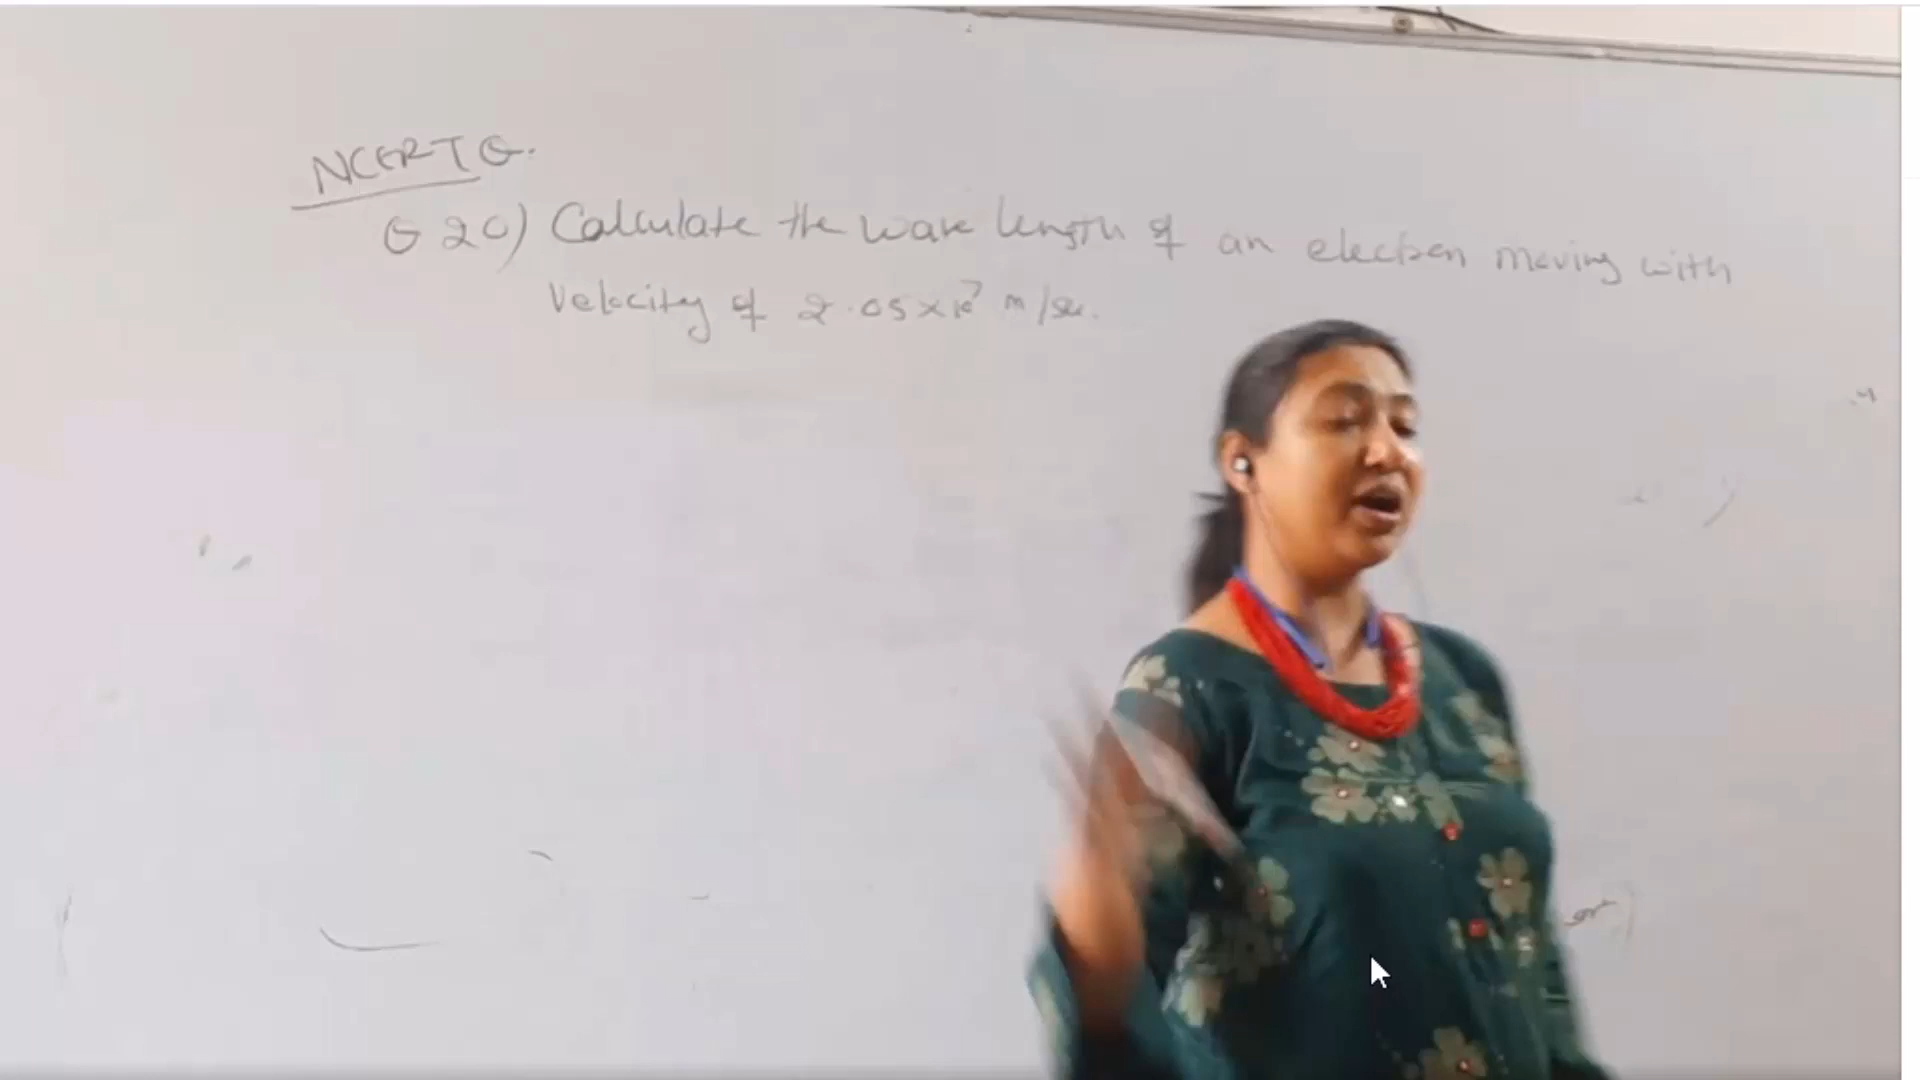 NCERT Q.
Q 20) Calculate the wave length of an electron moving with
Velocity of 2.05×10⁷ m/sec.